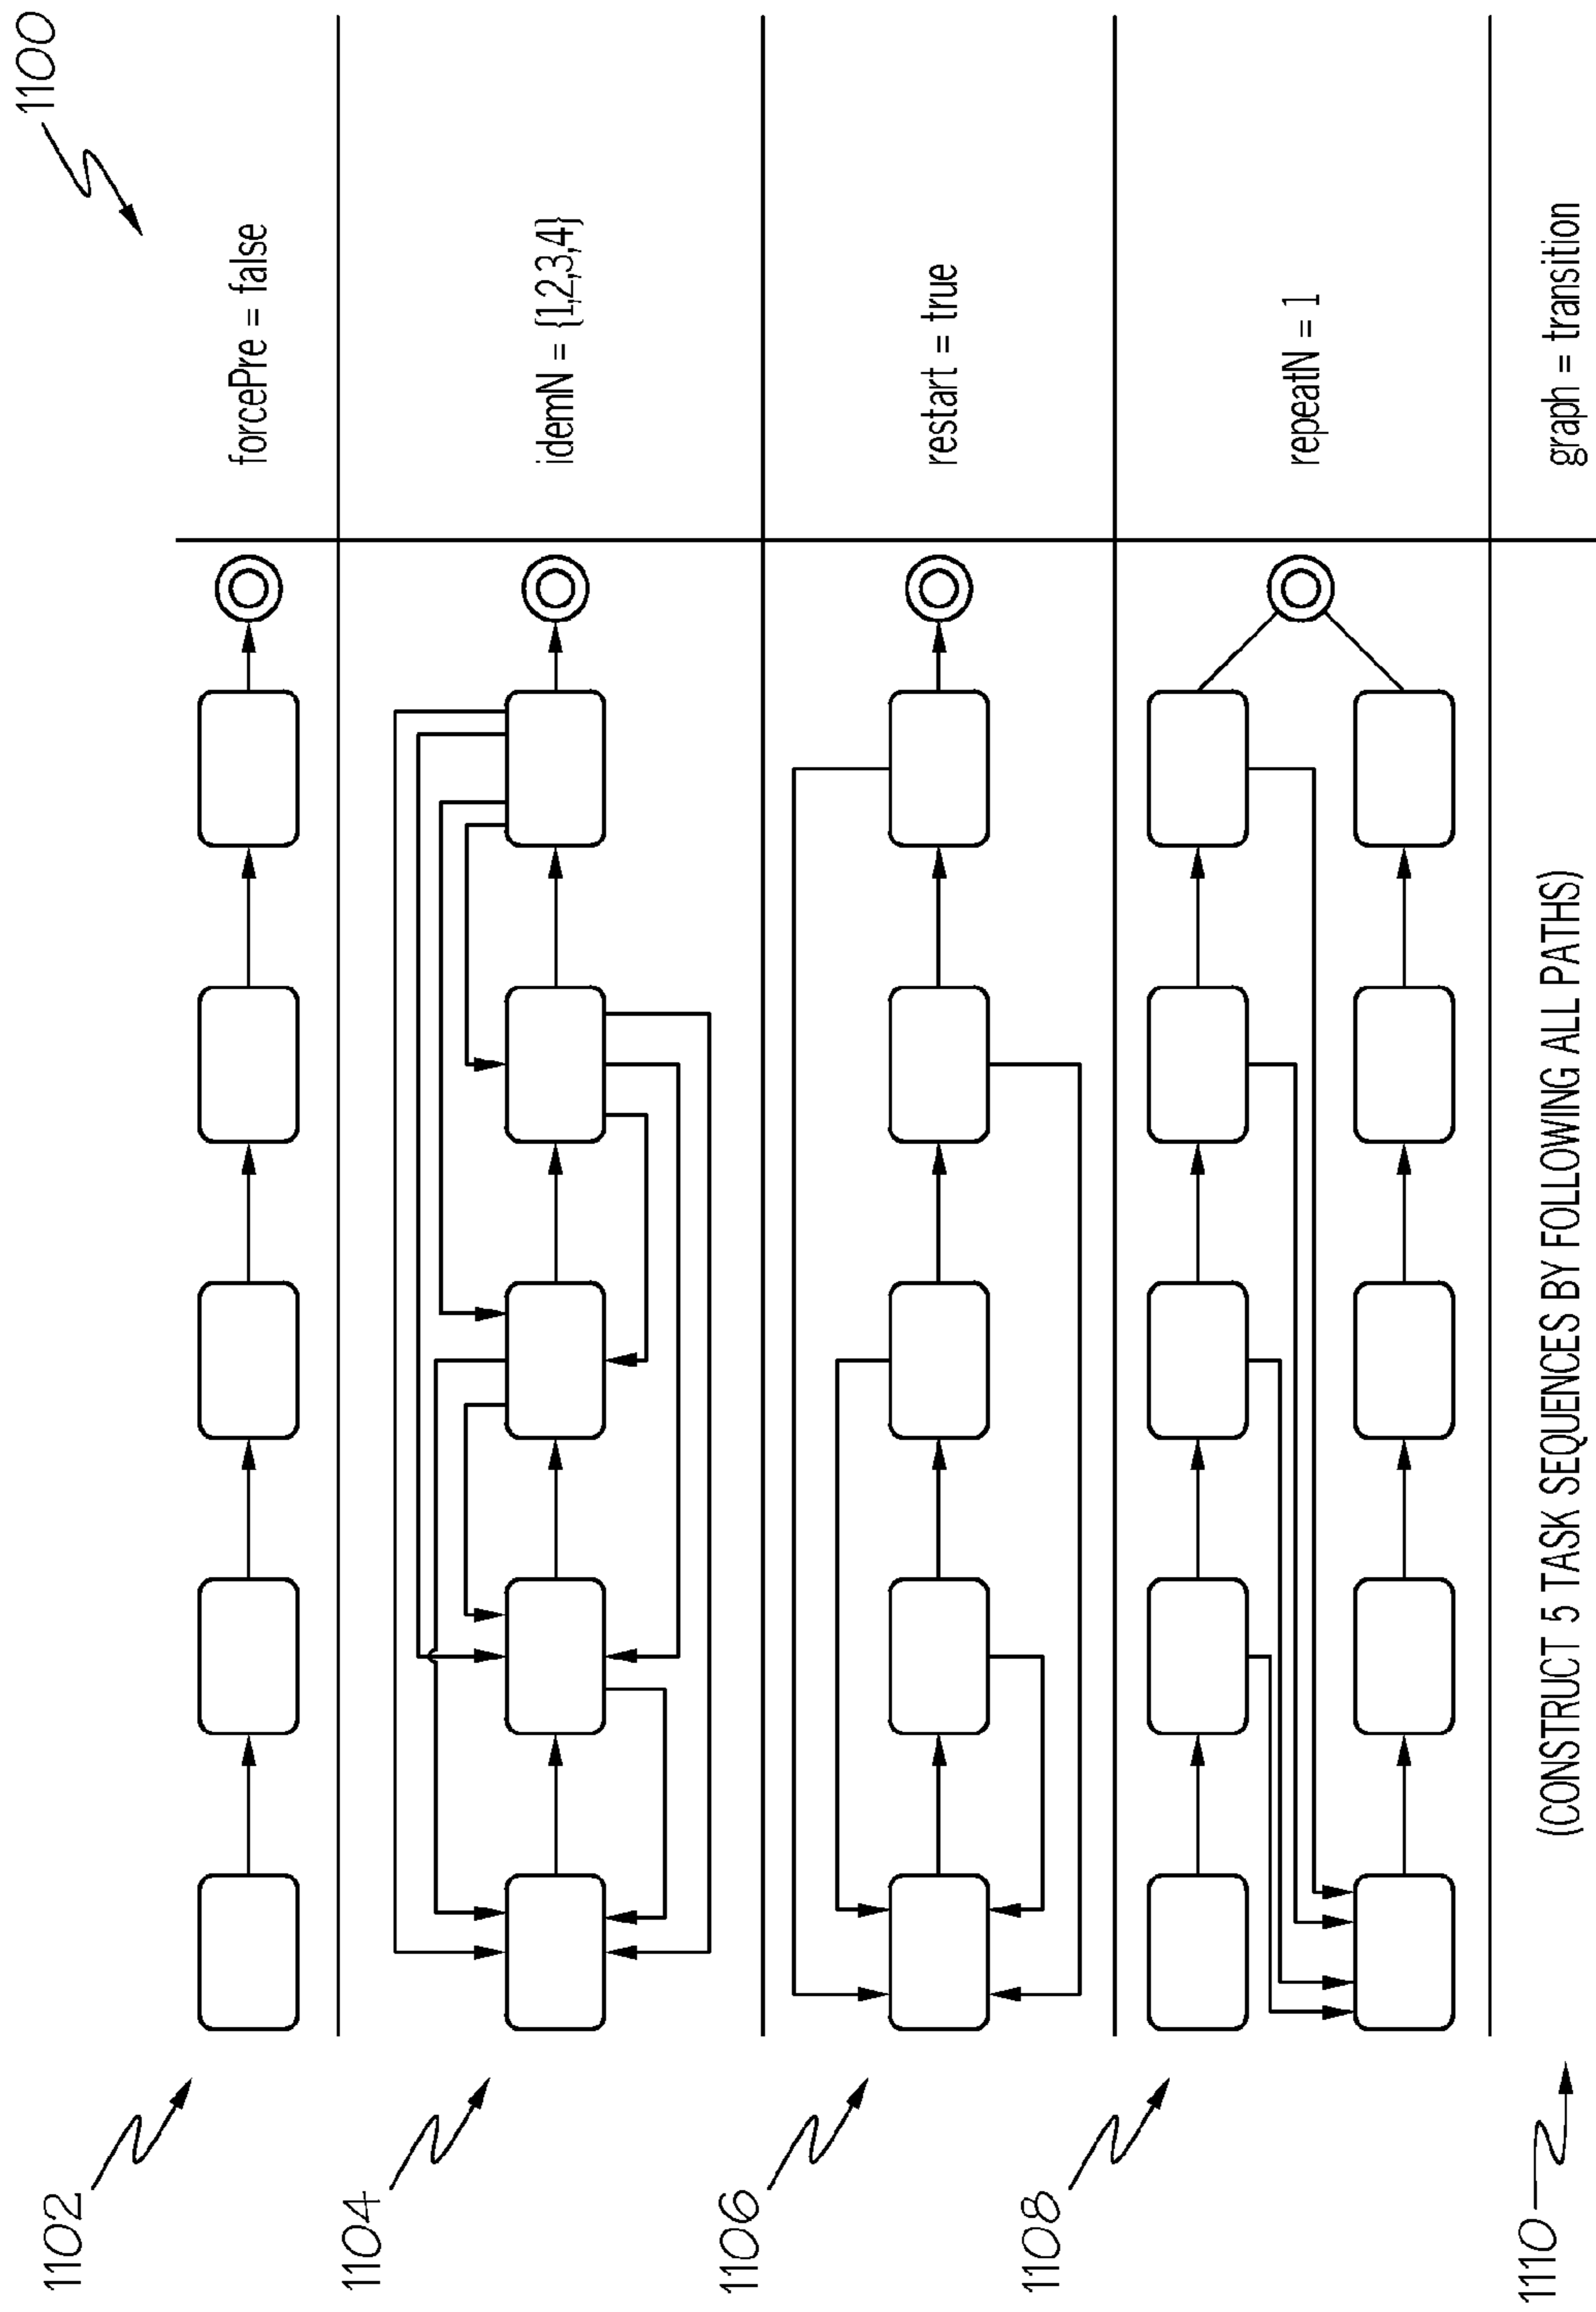 1100
1102
forcePre = false
1104
idemN = {1,2,3,4}
1106
restart = true
1108
repeatN = 1
1110
(CONSTRUCT 5 TASK SEQUENCES BY FOLLOWING ALL PATHS)
graph = transition